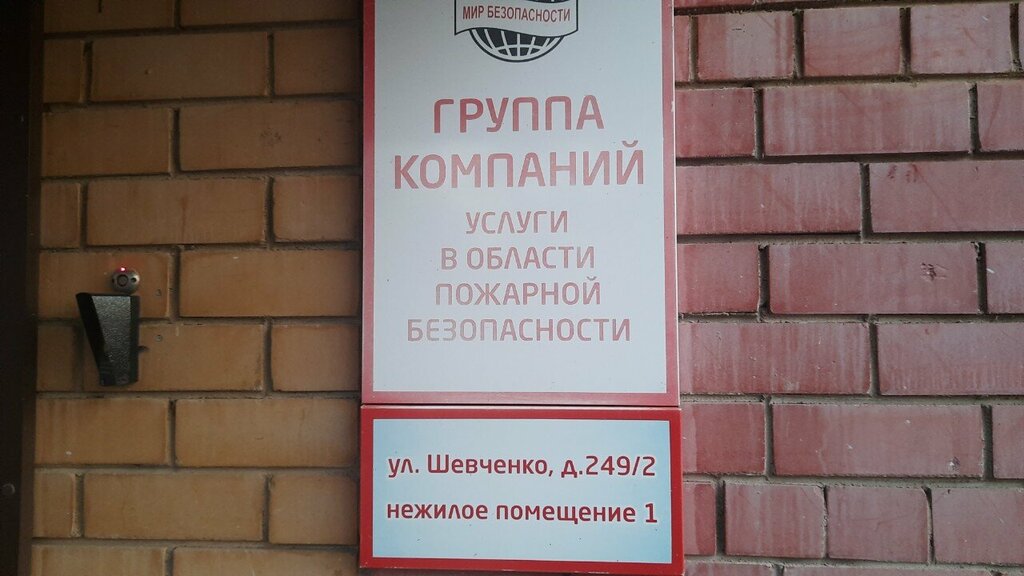 МИР БЕЗОПАСНОСТИ
ГРУППА
КОМПАНИЙ
УСЛУГИ
В ОБЛАСТИ
ПОЖАРНОЙ
БЕЗОПАСНОСТИ
ул. Шевченко, д.249/2
нежилое помещение 1